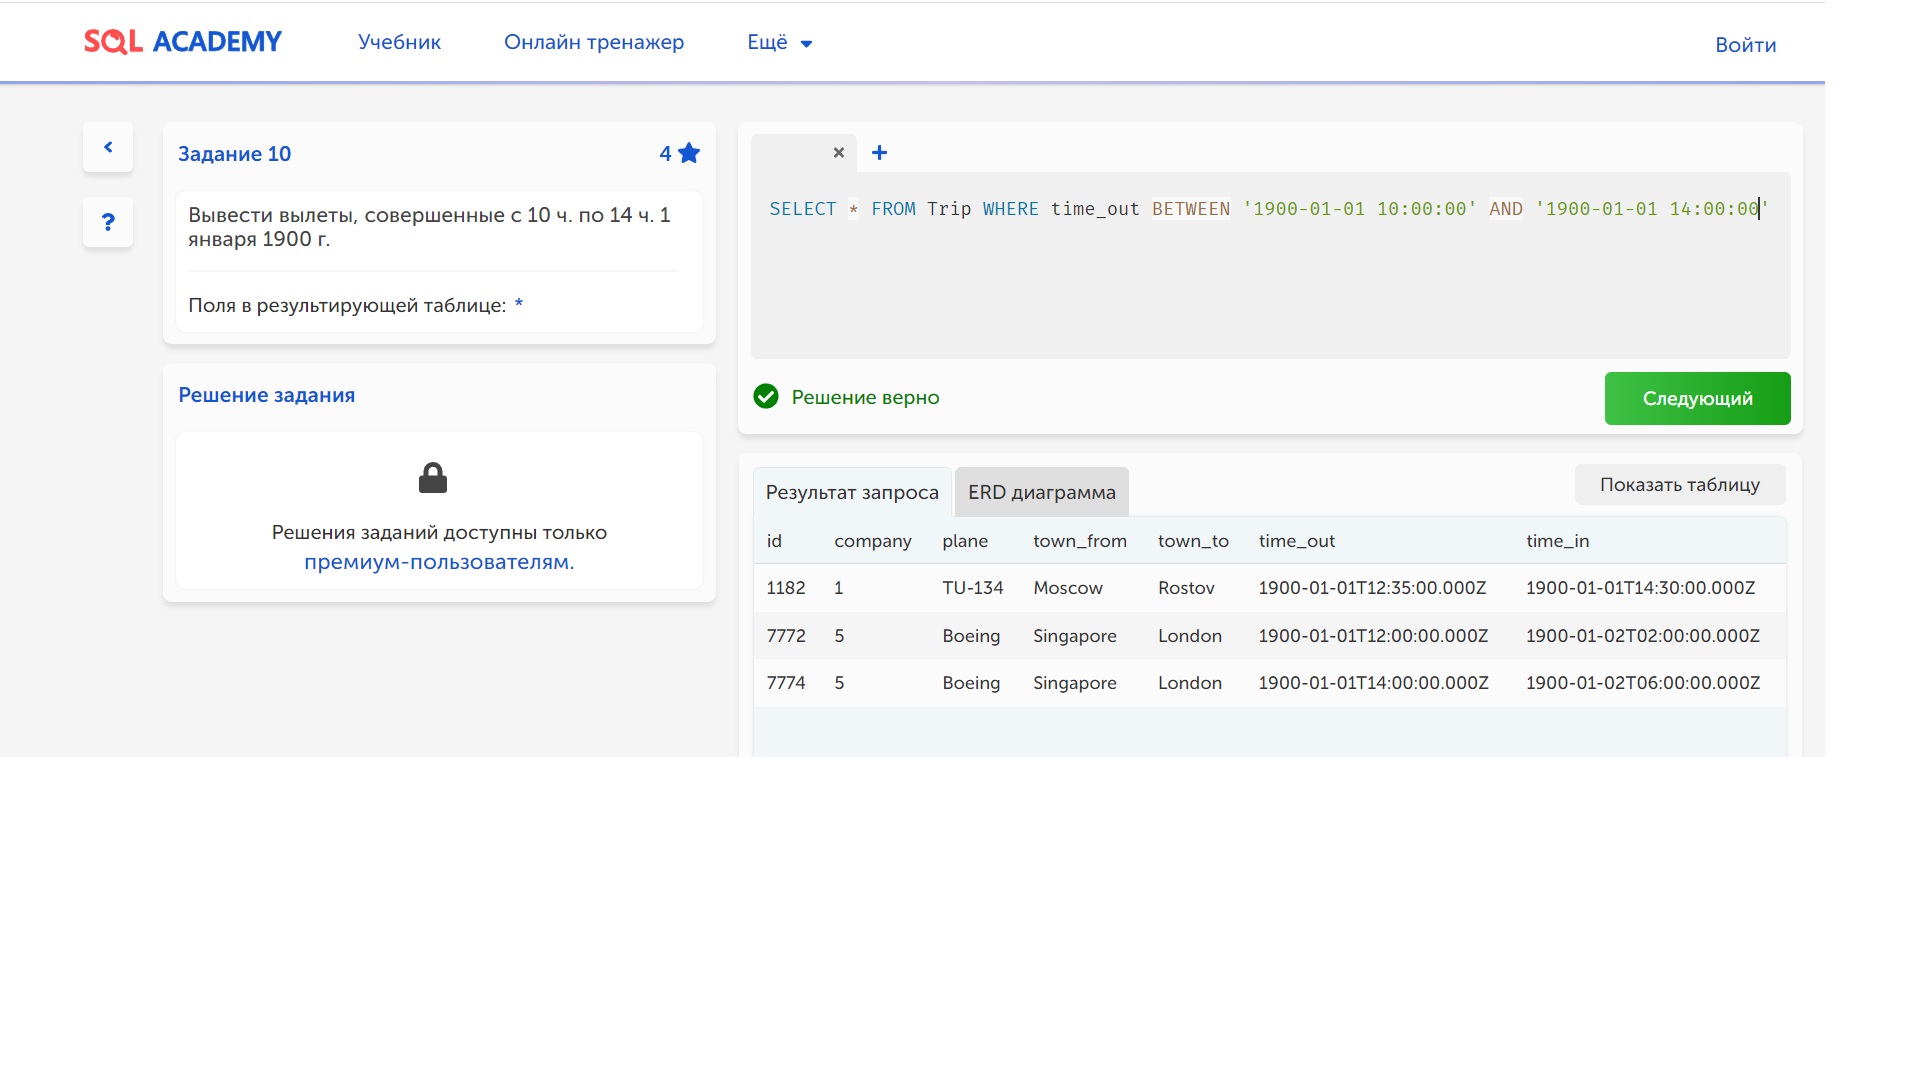 SQL ACADEMY
Учебник
Онлайн тренажер
Ещё
Войти
Задание 10
4
Вывести вылеты, совершенные с 10 ч. по 14 ч. 1
января 1900 г.
Поля в результирующей таблице: *
Решение задания
Решения заданий доступны только
премиум-пользователям.
SELECT * FROM Trip WHERE time_out BETWEEN '1900-01-01 10:00:00' AND '1900-01-01 14:00:00'
Решение верно
Следующий
Результат запроса
ERD диаграмма
Показать таблицу
id company plane town_from town_to time_out time_in
1182 1 TU-134 Moscow Rostov 1900-01-01T12:35:00.000Z 1900-01-01T14:30:00.000Z
7772 5 Boeing Singapore London 1900-01-01T12:00:00.000Z 1900-01-02T02:00:00.000Z
7774 5 Boeing Singapore London 1900-01-01T14:00:00.000Z 1900-01-02T06:00:00.000Z